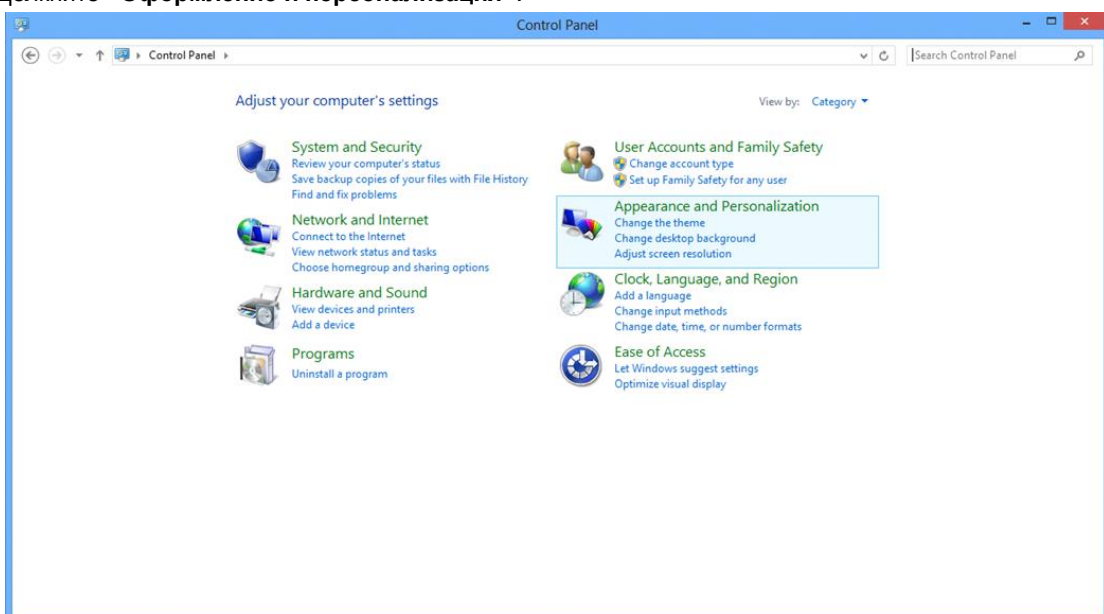 Щелкните "Оформление и персонализация".
Control Panel
Control Panel
Search Control Panel
Adjust your computer's settings
View by: Category
System and Security
Review your computer's status
Save backup copies of your files with File History
Find and fix problems
Network and Internet
Connect to the Internet
View network status and tasks
Choose homegroup and sharing options
Hardware and Sound
View devices and printers
Add a device
Programs
Uninstall a program
User Accounts and Family Safety
Change account type
Set up Family Safety for any user
Appearance and Personalization
Change the theme
Change desktop background
Adjust screen resolution
Clock, Language, and Region
Add a language
Change input methods
Change date, time, or number formats
Ease of Access
Let Windows suggest settings
Optimize visual display